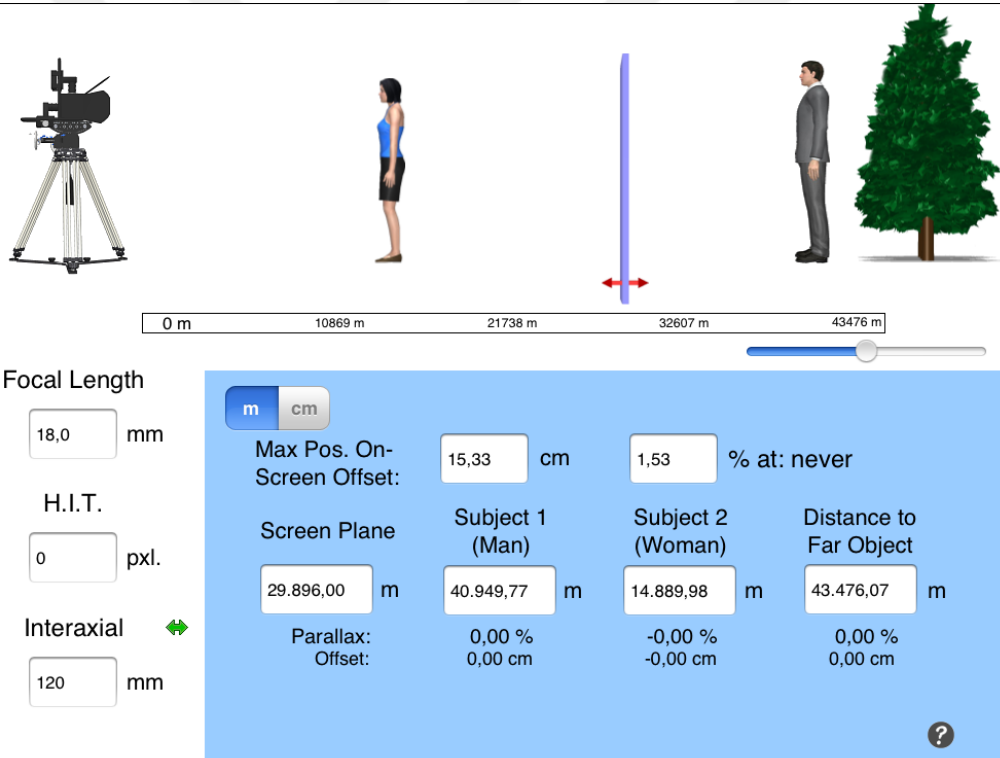 0 m 10869 m 21738 m 32607 m 43476 m
Focal Length
18,0 mm
H.I.T.
0 pxl.
Interaxial
120 mm
m cm
Max Pos. On-
Screen Offset:
15,33 cm 1,53 % at: never
Screen Plane
Subject 1
(Man)
Subject 2
(Woman)
Distance to
Far Object
29.896,00 m 40.949,77 m 14.889,98 m 43.476,07 m
Parallax: 0,00 % -0,00 % 0,00 %
Offset: 0,00 cm -0,00 cm 0,00 cm
?